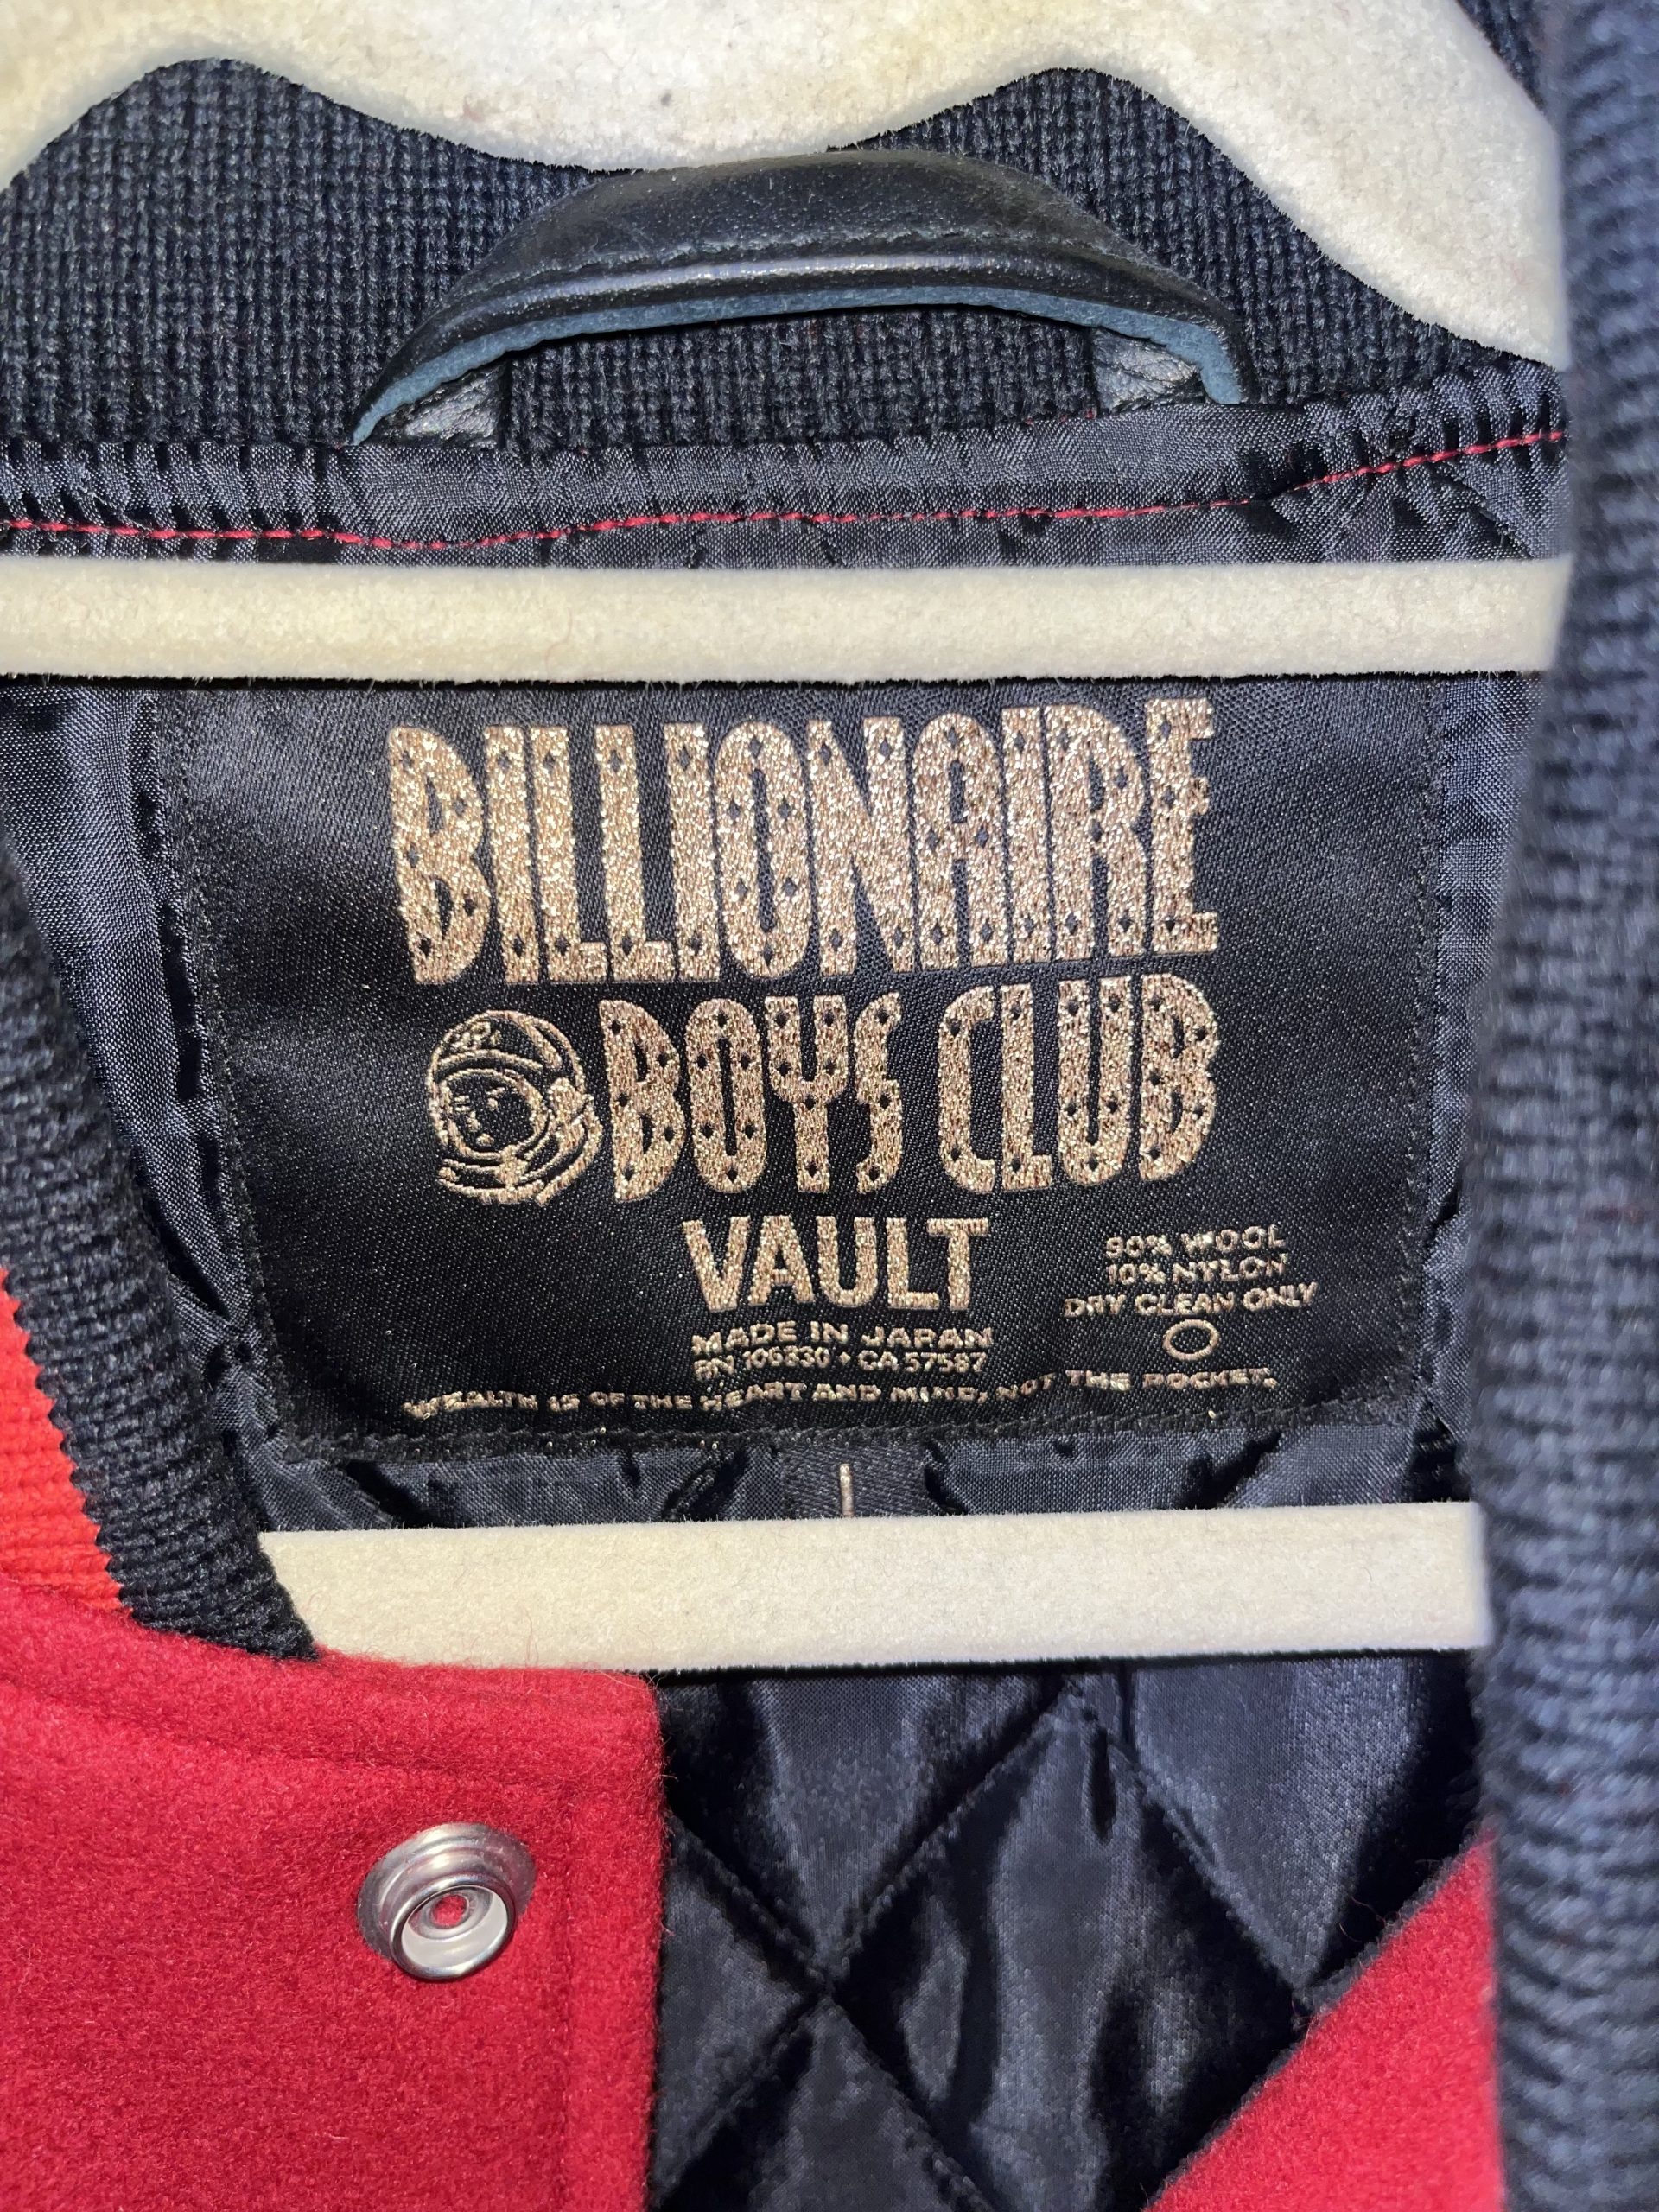 BILLIONAIRE
BOYS CLUB
VAULT
90% WOOL
10% NYLON
DRY CLEAN ONLY
MADE IN JAPAN
RN 106330 • CA 57587
WEALTH IS OF THE HEART AND MIND, NOT THE POCKET.